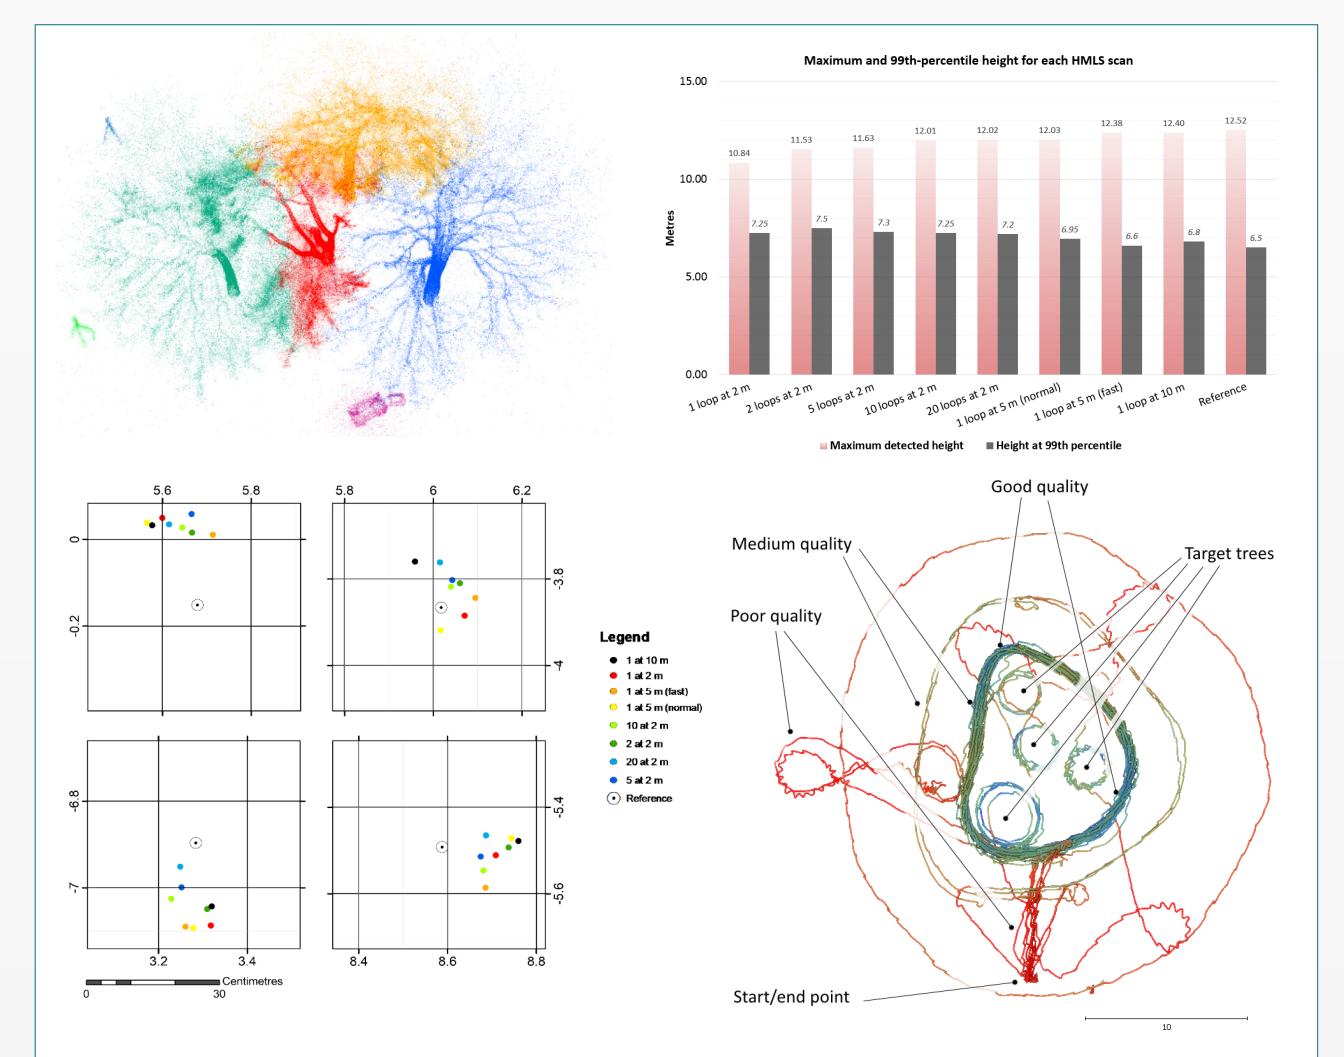 Maximum and 99th-percentile height for each HMLS scan
15.00
10.00
5.00
0.00
Metres
10.84
7.25
11.53
7.5
11.63
7.3
12.01
7.25
12.02
7.2
12.03
6.95
12.38
6.6
12.40
6.8
12.52
6.5
1 loop at 2 m
2 loops at 2 m
5 loops at 2 m
10 loops at 2 m
20 loops at 2 m
1 loop at 5 m (normal)
1 loop at 5 m (fast)
1 loop at 10 m
Reference
Maximum detected height
Height at 99th percentile
5.6 5.8
0
-0.2
5.8 6 6.2
-3.8
-4
-6.8
-7
3.2 3.4
-5.4
-5.6
8.4 8.6 8.8
Centimetres
0 30
Legend
1 at 10 m
1 at 2 m
1 at 5 m (fast)
1 at 5 m (normal)
10 at 2 m
2 at 2 m
20 at 2 m
5 at 2 m
Reference
Good quality
Medium quality
Target trees
Poor quality
Start/end point
10